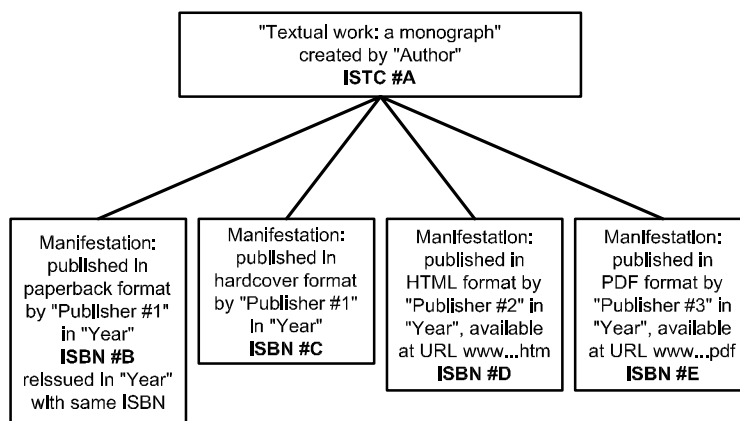 "Textual work: a monograph"
created by "Author"
ISTC #A
Manifestation:
published in
paperback format
by "Publisher #1"
in "Year"
ISBN #B
reissued in "Year"
with same ISBN
Manifestation:
published in
hardcover format
by "Publisher #1"
in "Year"
ISBN #C
Manifestation:
published in
HTML format by
"Publisher #2" in
"Year", available
at URL www...htm
ISBN #D
Manifestation:
published in
PDF format by
"Publisher #3" in
"Year", available
at URL www...pdf
ISBN #E